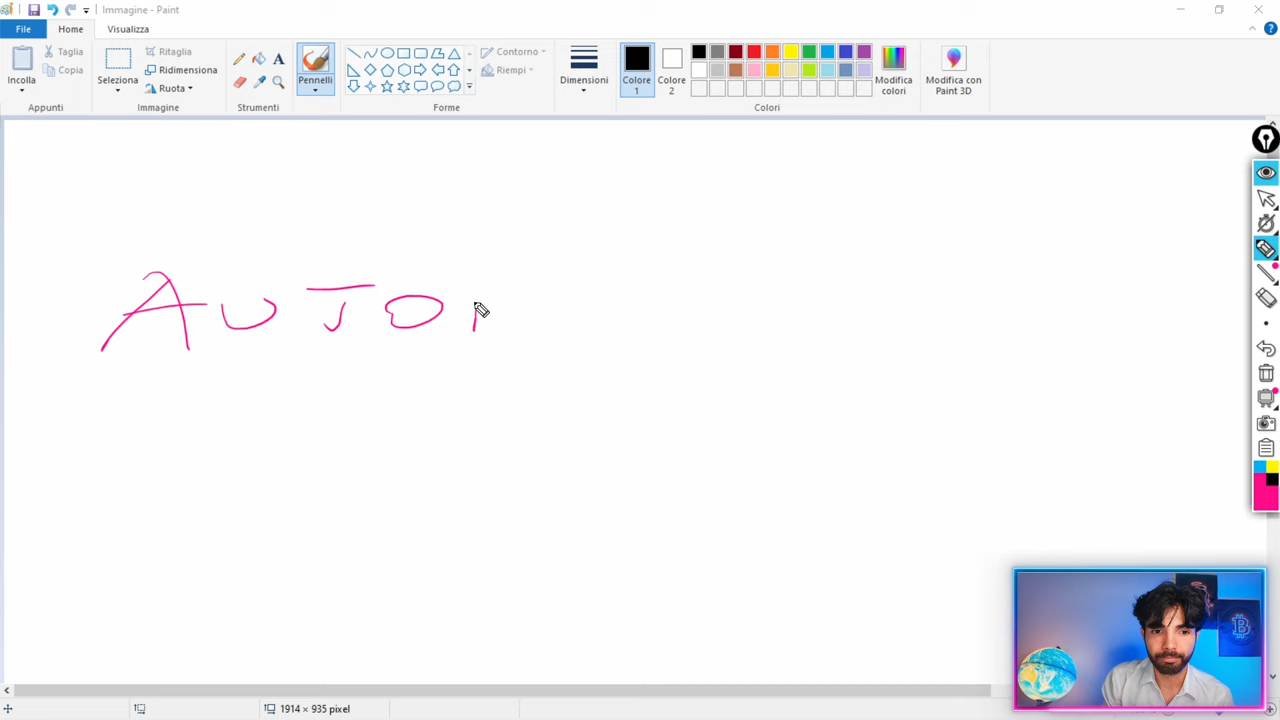 Immagine - Paint
File Home Visualizza
Incolla Taglia Copia Seleziona Ritaglia Ridimensiona Ruota Pennelli Contorno Riempi Dimensioni Colore 1 Colore 2 Modifica colori Modifica con Paint 3D
Appunti Immagine Strumenti Forme Colori
AUTO
1914 × 935 pixel